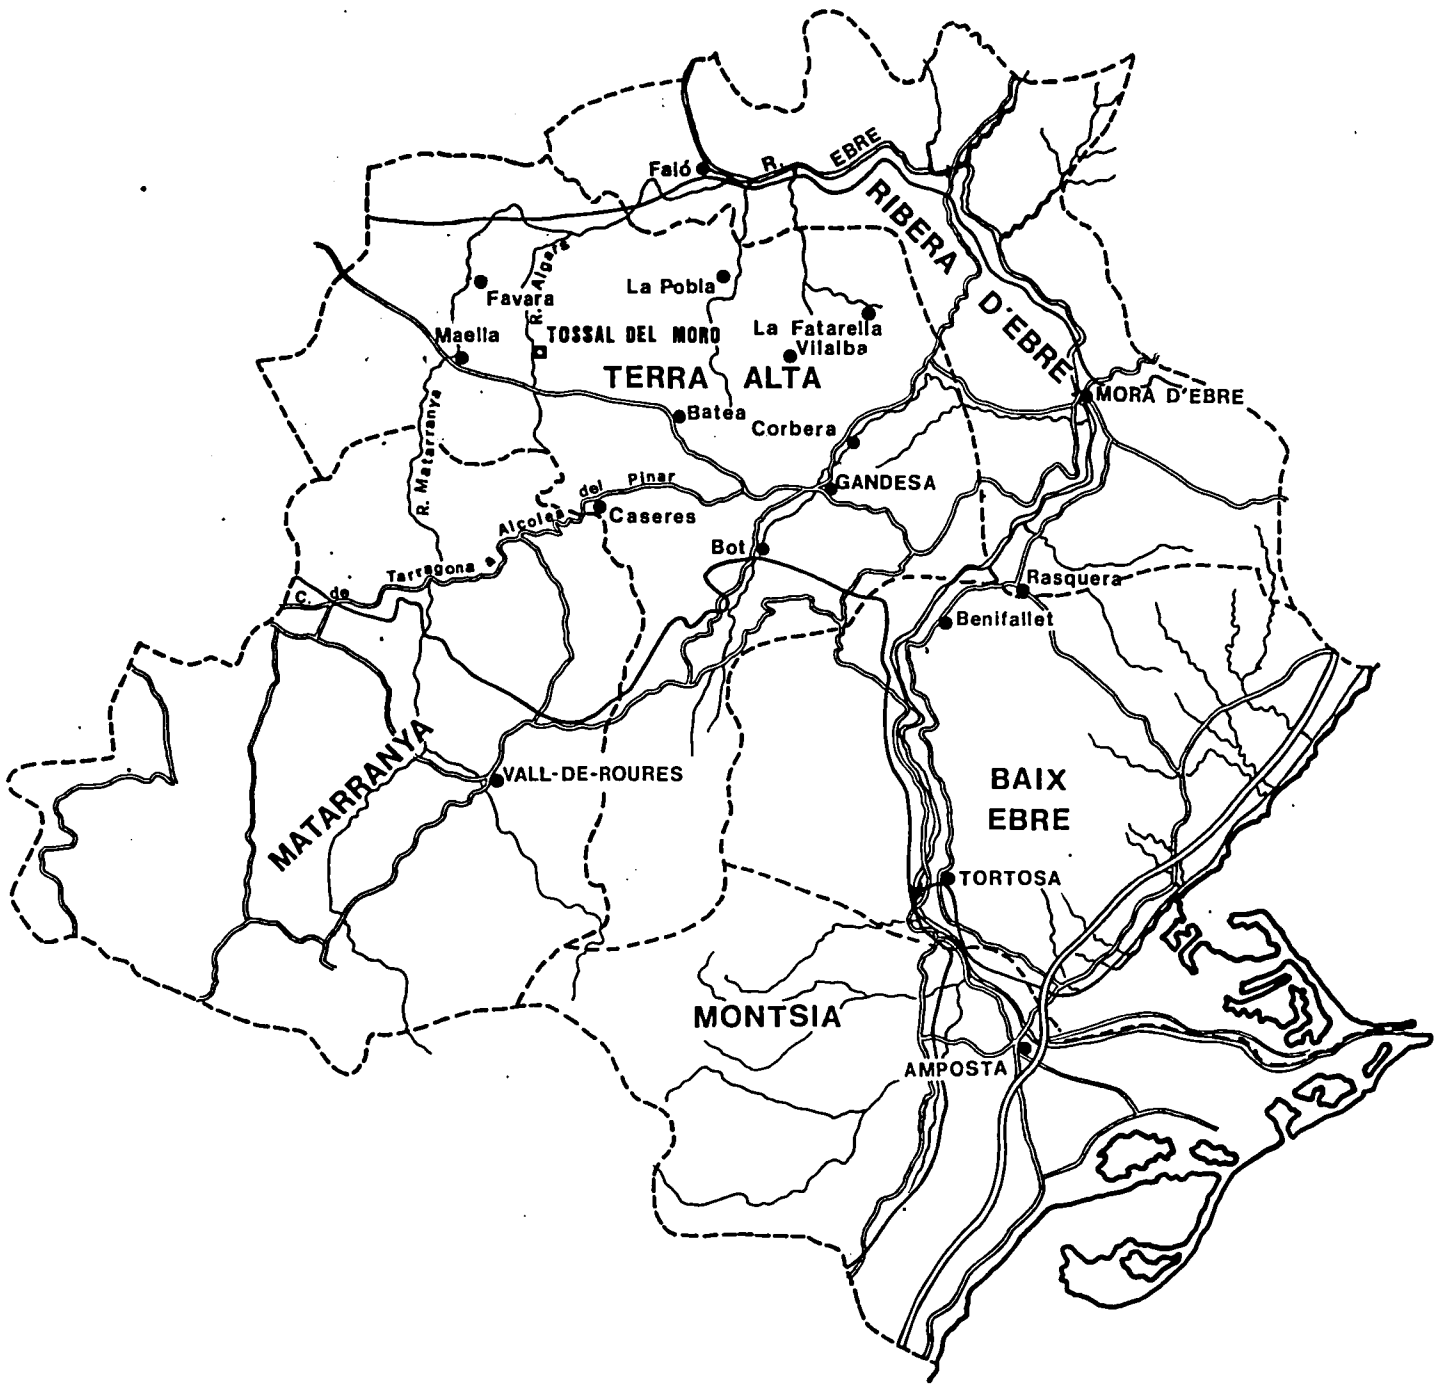 R. EBRE
Faió
RIBERA D'EBRE
R. Algars
La Pobla
Favara
La Fatarella
Maella
TOSSAL DEL MORO
Vilalba
TERRA ALTA
MORA D'EBRE
Batea
Corbera
R. Matarranya
GANDESA
C. de Tarragona a Alcolea del Pinar
Caseres
Bot
Rasquera
Benifallet
MATARRANYA
VALL-DE-ROURES
BAIX
EBRE
TORTOSA
MONTSIA
AMPOSTA